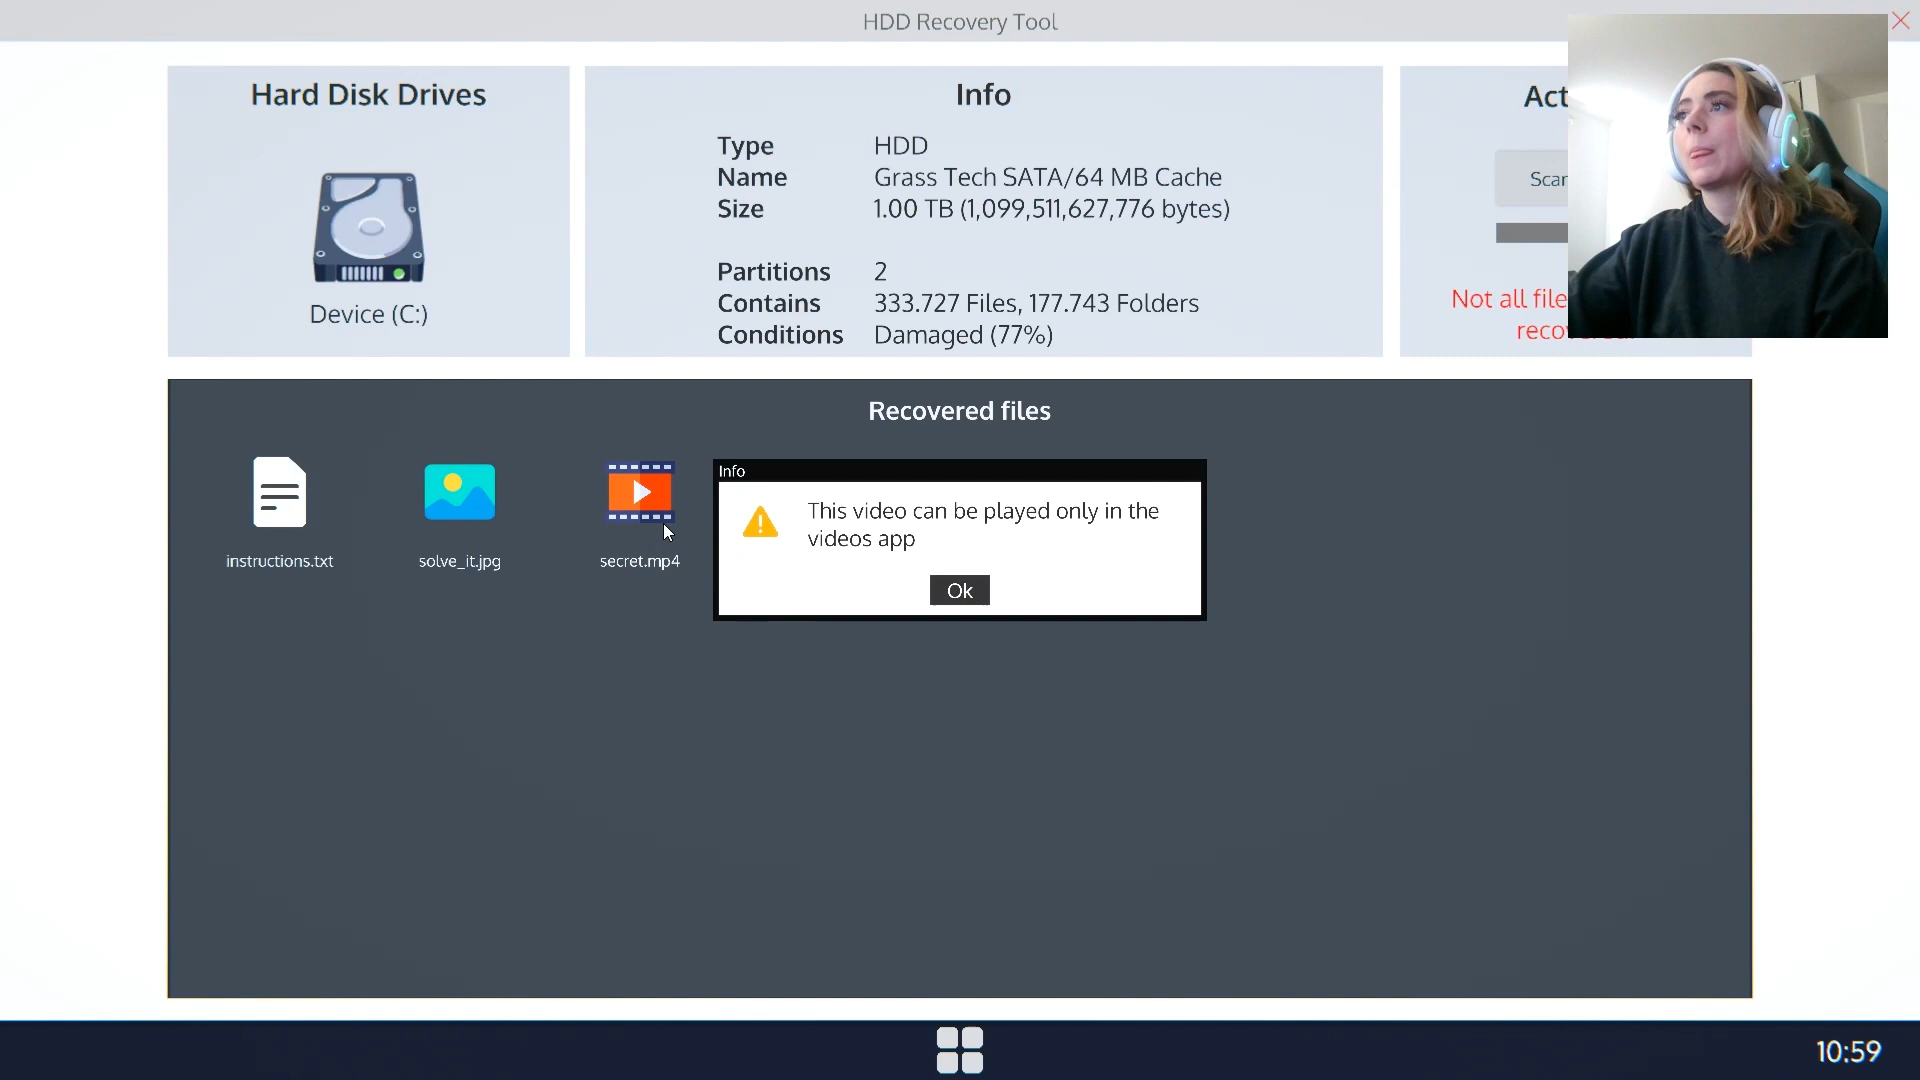 HDD Recovery Tool
Hard Disk Drives
Device (C:)
Info
Type HDD
Name Grass Tech SATA/64 MB Cache
Size 1.00 TB (1,099,511,627,776 bytes)
Partitions 2
Contains 333.727 Files, 177.743 Folders
Conditions Damaged (77%)
Not all
Recovered files
instructions.txt
solve_it.jpg
secret.mp4
Info
This video can be played only in the
videos app
Ok
10:59